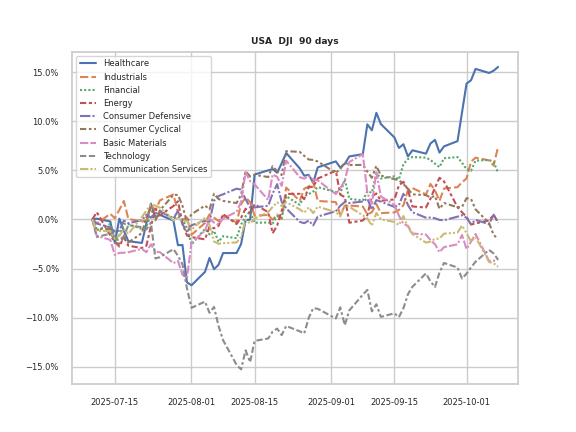 USA DJI 90 days
Healthcare
Industrials
Financial
Energy
Consumer Defensive
Consumer Cyclical
Basic Materials
Technology
Communication Services
15.0%
10.0%
5.0%
0.0%
−5.0%
−10.0%
−15.0%
2025-07-15
2025-08-01
2025-08-15
2025-09-01
2025-09-15
2025-10-01